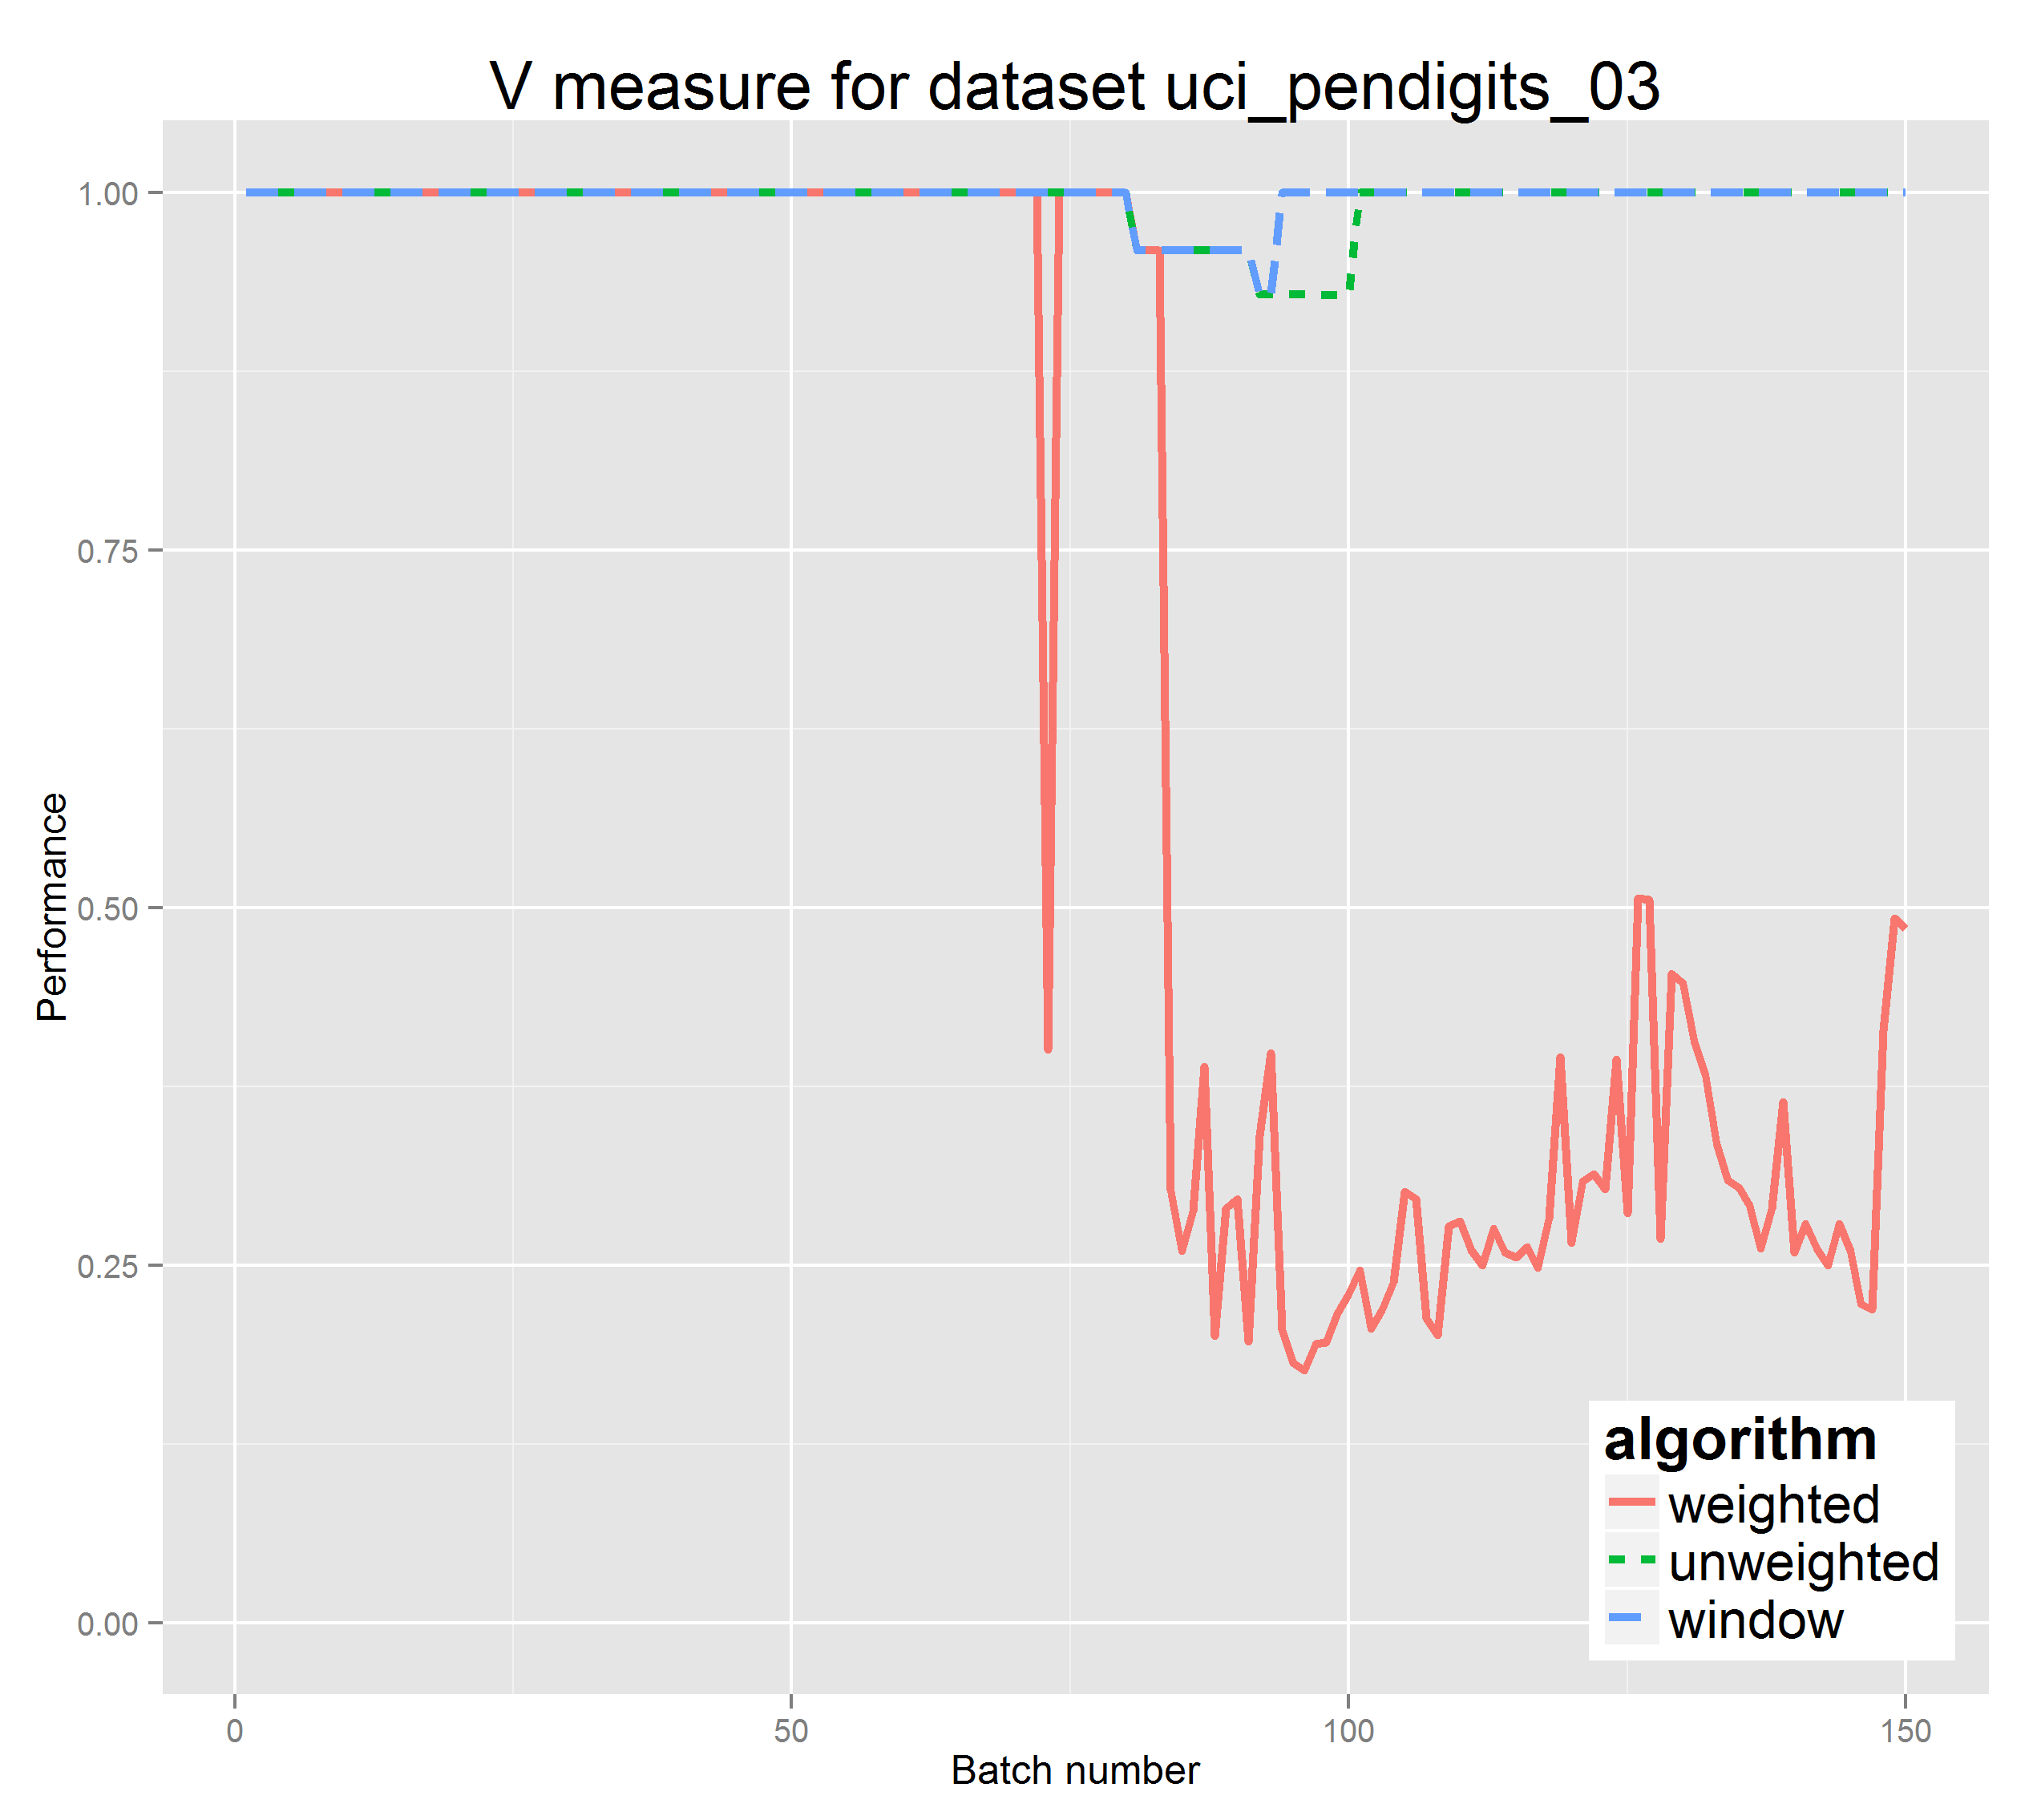 V measure for dataset uci_pendigits_03
1.00
0.75
0.50
0.25
0.00
Performance
0
50
100
150
Batch number
algorithm
weighted
unweighted
window